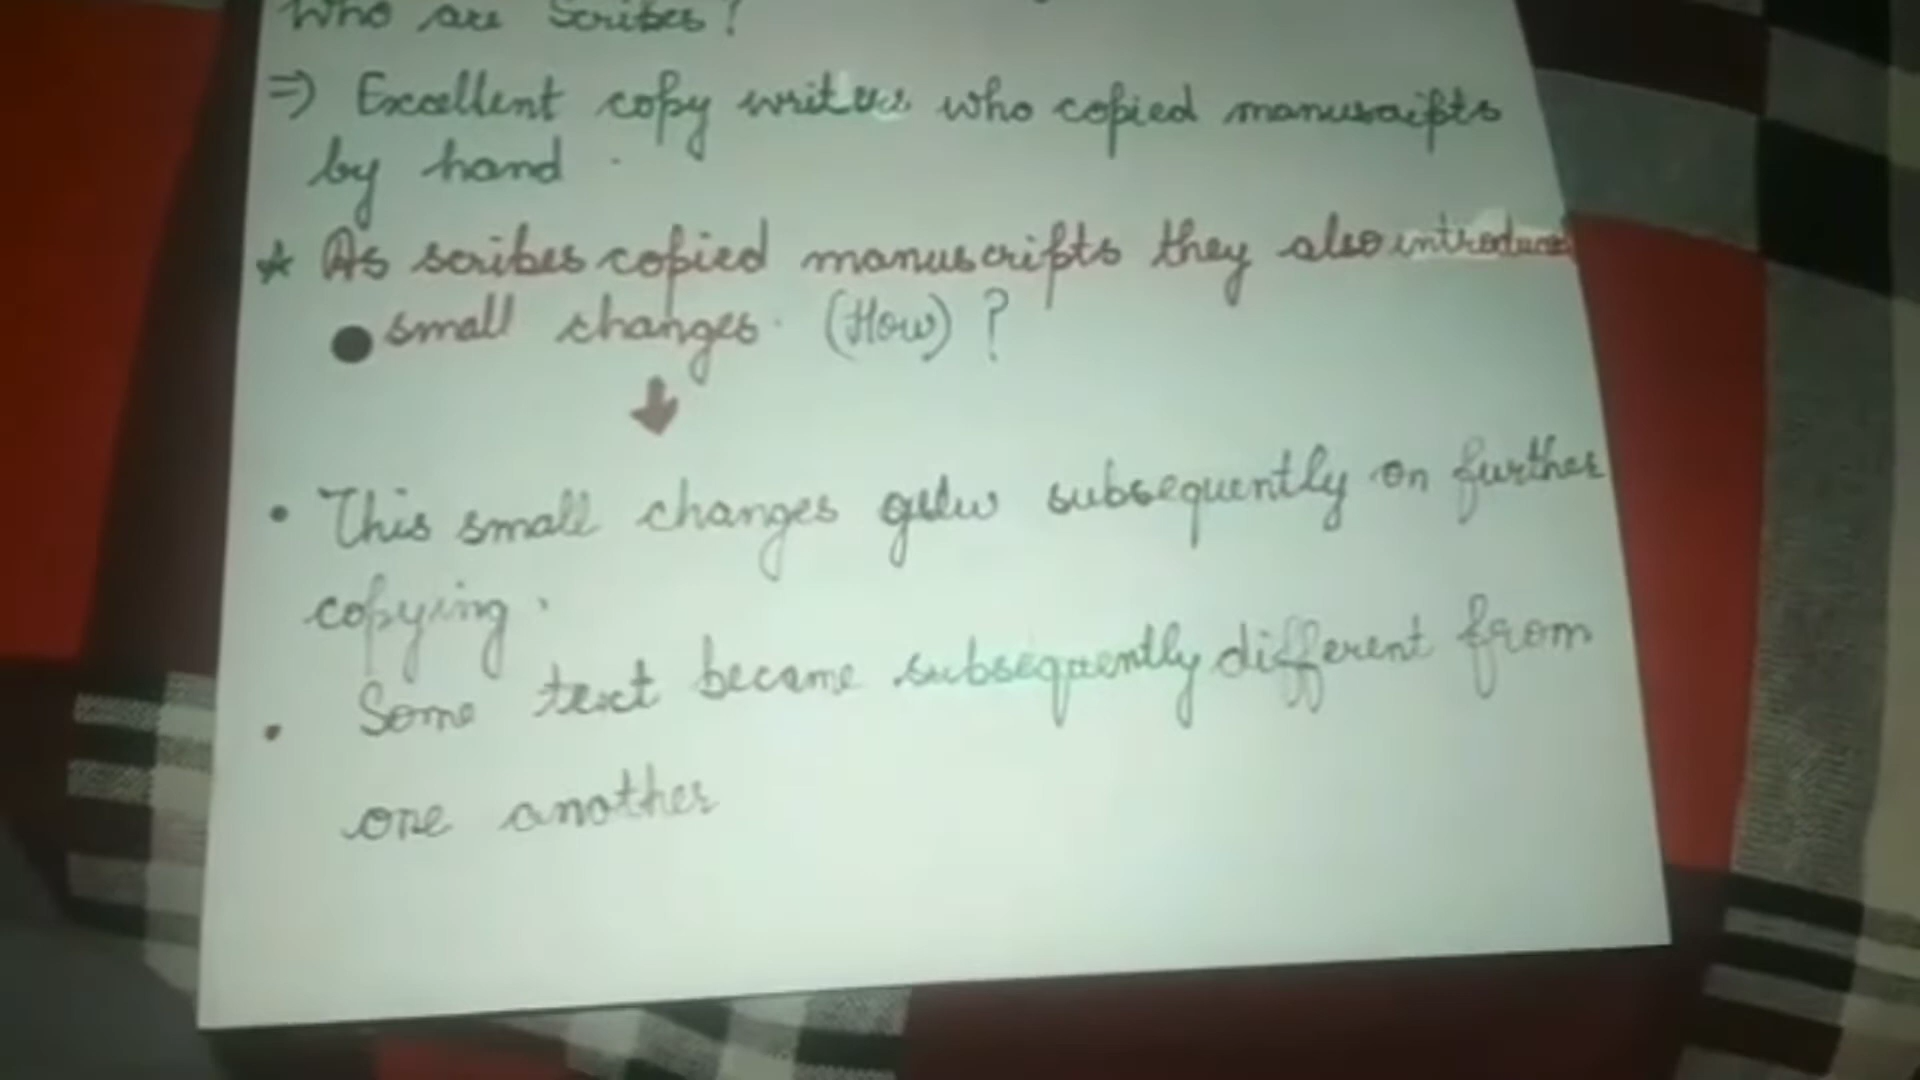 Who are Scribes?
⇒ Excellent copy writers who copied manuscripts
by hand.
★ As scribes copied manuscripts they also introduced
● small changes. (How)?
↓
• This small changes grew subsequently on further
copying.
• Some text became subsequently different from
one another